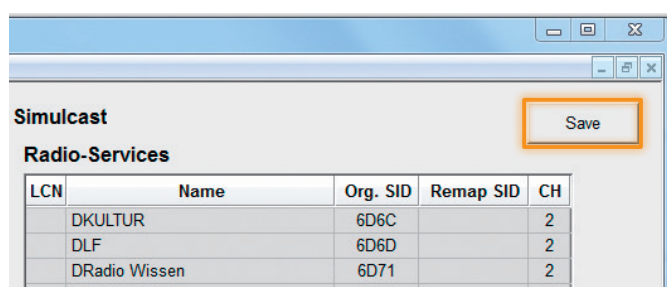 Simulcast
Save
Radio-Services
LCN Name Org. SID Remap SID CH
DKULTUR 6D6C 2
DLF 6D6D 2
DRadio Wissen 6D71 2